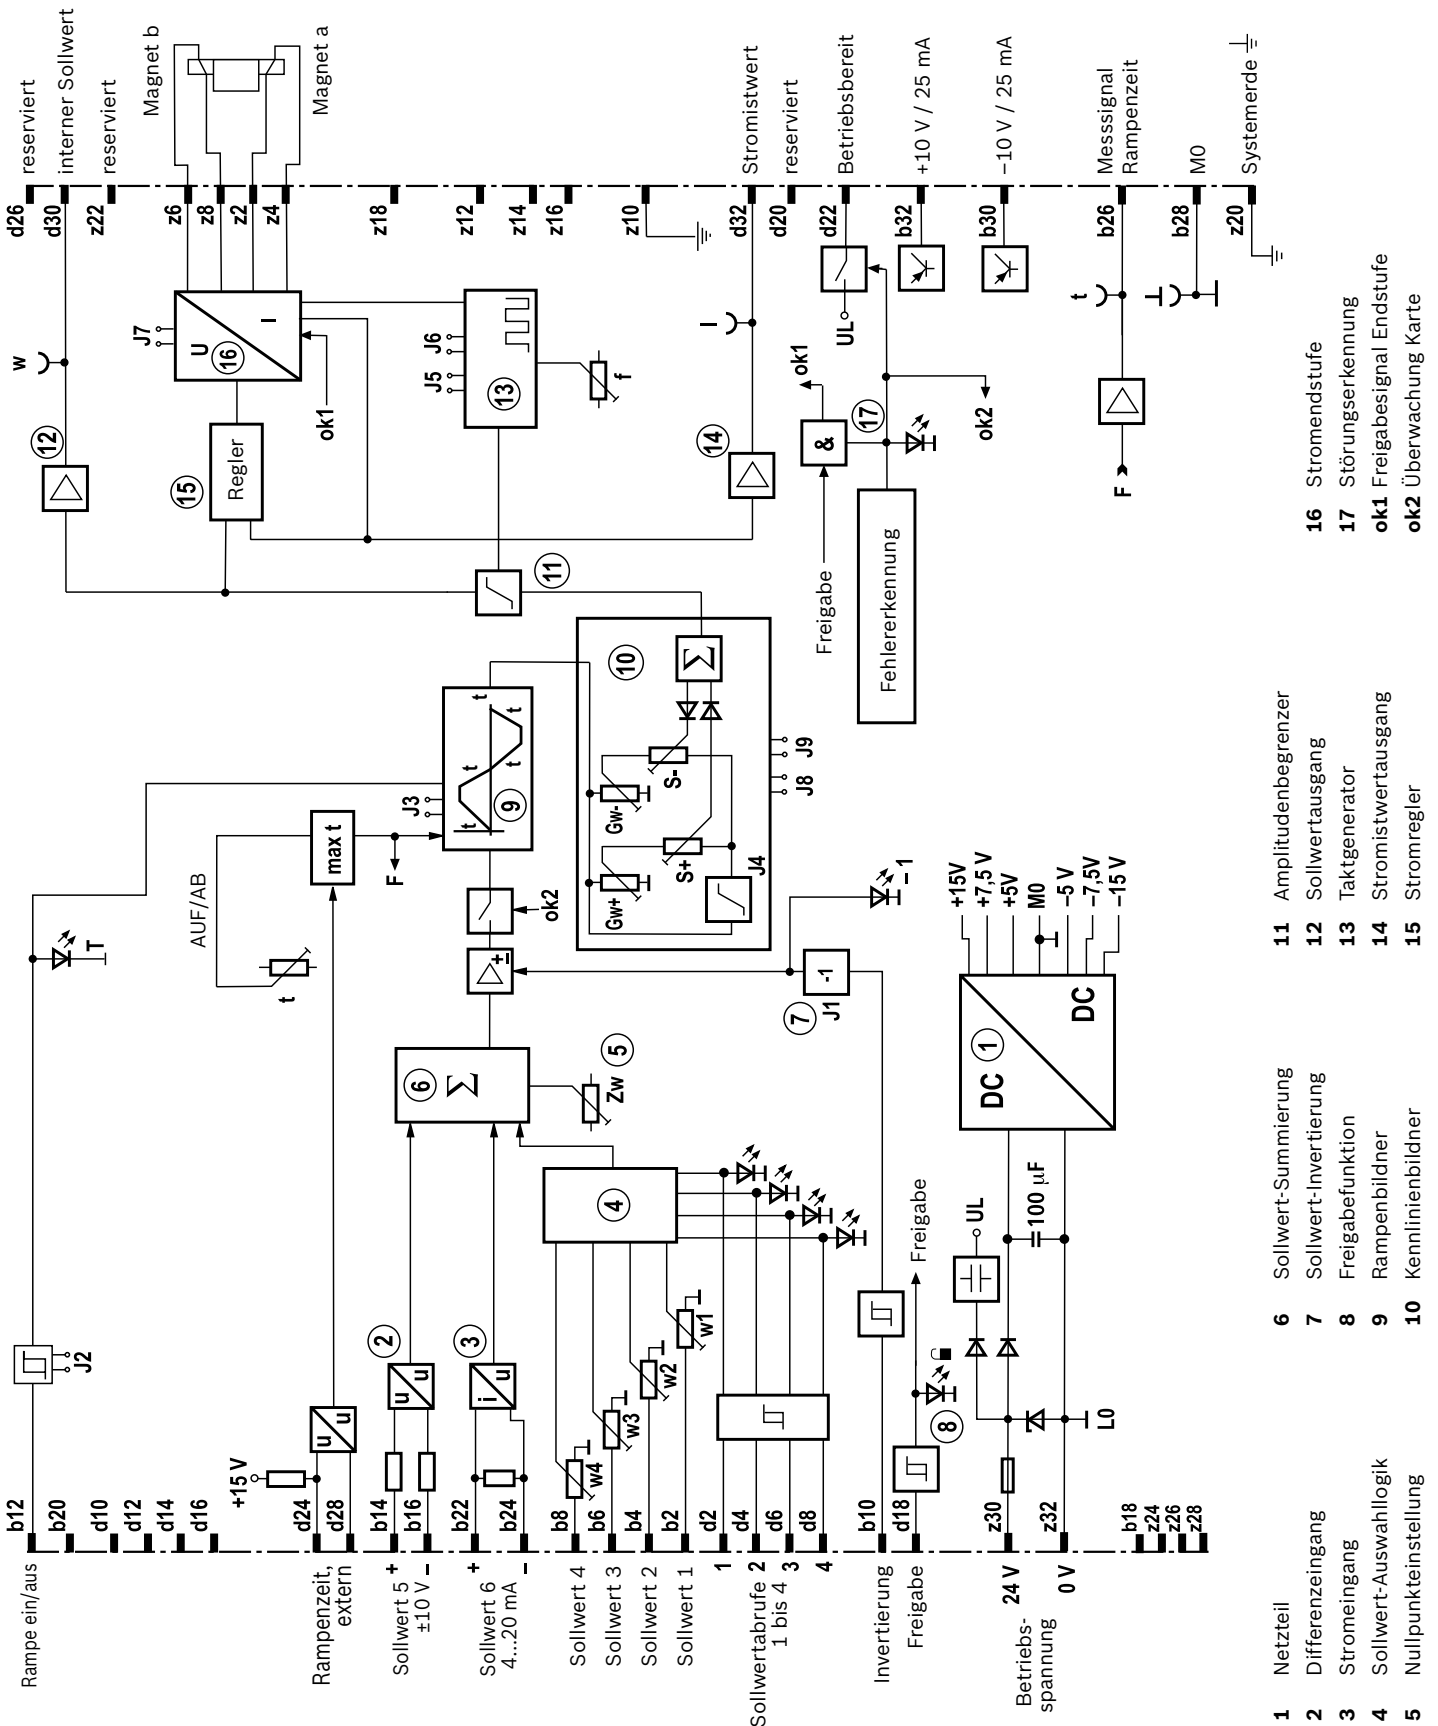 Rampe ein/aus
b12
b20
d10
d12
d14
d16
Rampenzeit,
extern
d24
d28
Sollwert 5
±10 V
+
–
b14
b16
Sollwert 6
4...20 mA
+
–
b22
b24
Sollwert 4
b8
Sollwert 3
b6
Sollwert 2
b4
Sollwert 1
b2
Sollwertabrufe
1 bis 4
1
2
3
4
d2
d4
d6
d8
Invertierung
b10
Freigabe
d18
Betriebs-
spannung
24 V
0 V
z30
z32
b18
z24
z26
z28
J2
+15 V
u
u
2
u
u
3
i
u
w4
w3
w2
w1
8
Freigabe
L0
UL
100 µF
DC
1
DC
+15V
+7,5 V
+5V
M0
–5 V
–7,5V
–15 V
4
6
Σ
5
Zw
7
-1
J1
–1
T
t
AUF/AB
max t
F
+
–
ok2
J3
9
t
t
t
t
t
10
Gw+
Gw-
S+
S-
J4
Σ
J8
J9
11
12
w
15
Regler
J7
U
16
I
ok1
J5
J6
13
f
14
I
Fehlererkennung
Freigabe
&
ok1
17
ok2
UL
F
t
⊥
d26
d30
z22
z6
z8
z2
z4
z18
z12
z14
z16
z10
d32
d20
d22
b32
b30
b26
b28
z20
reserviert
interner Sollwert
reserviert
Magnet b
Magnet a
Stromistwert
reserviert
Betriebsbereit
+10 V / 25 mA
–10 V / 25 mA
Messsignal
Rampenzeit
M0
Systemerde
1 Netzteil
2 Differenzeingang
3 Stromeingang
4 Sollwert-Auswahllogik
5 Nullpunkteinstellung
6 Sollwert-Summierung
7 Sollwert-Invertierung
8 Freigabefunktion
9 Rampenbildner
10 Kennlinienbildner
11 Amplitudenbegrenzer
12 Sollwertausgang
13 Taktgenerator
14 Stromistwertausgang
15 Stromregler
16 Stromendstufe
17 Störungserkennung
ok1 Freigabesignal Endstufe
ok2 Überwachung Karte